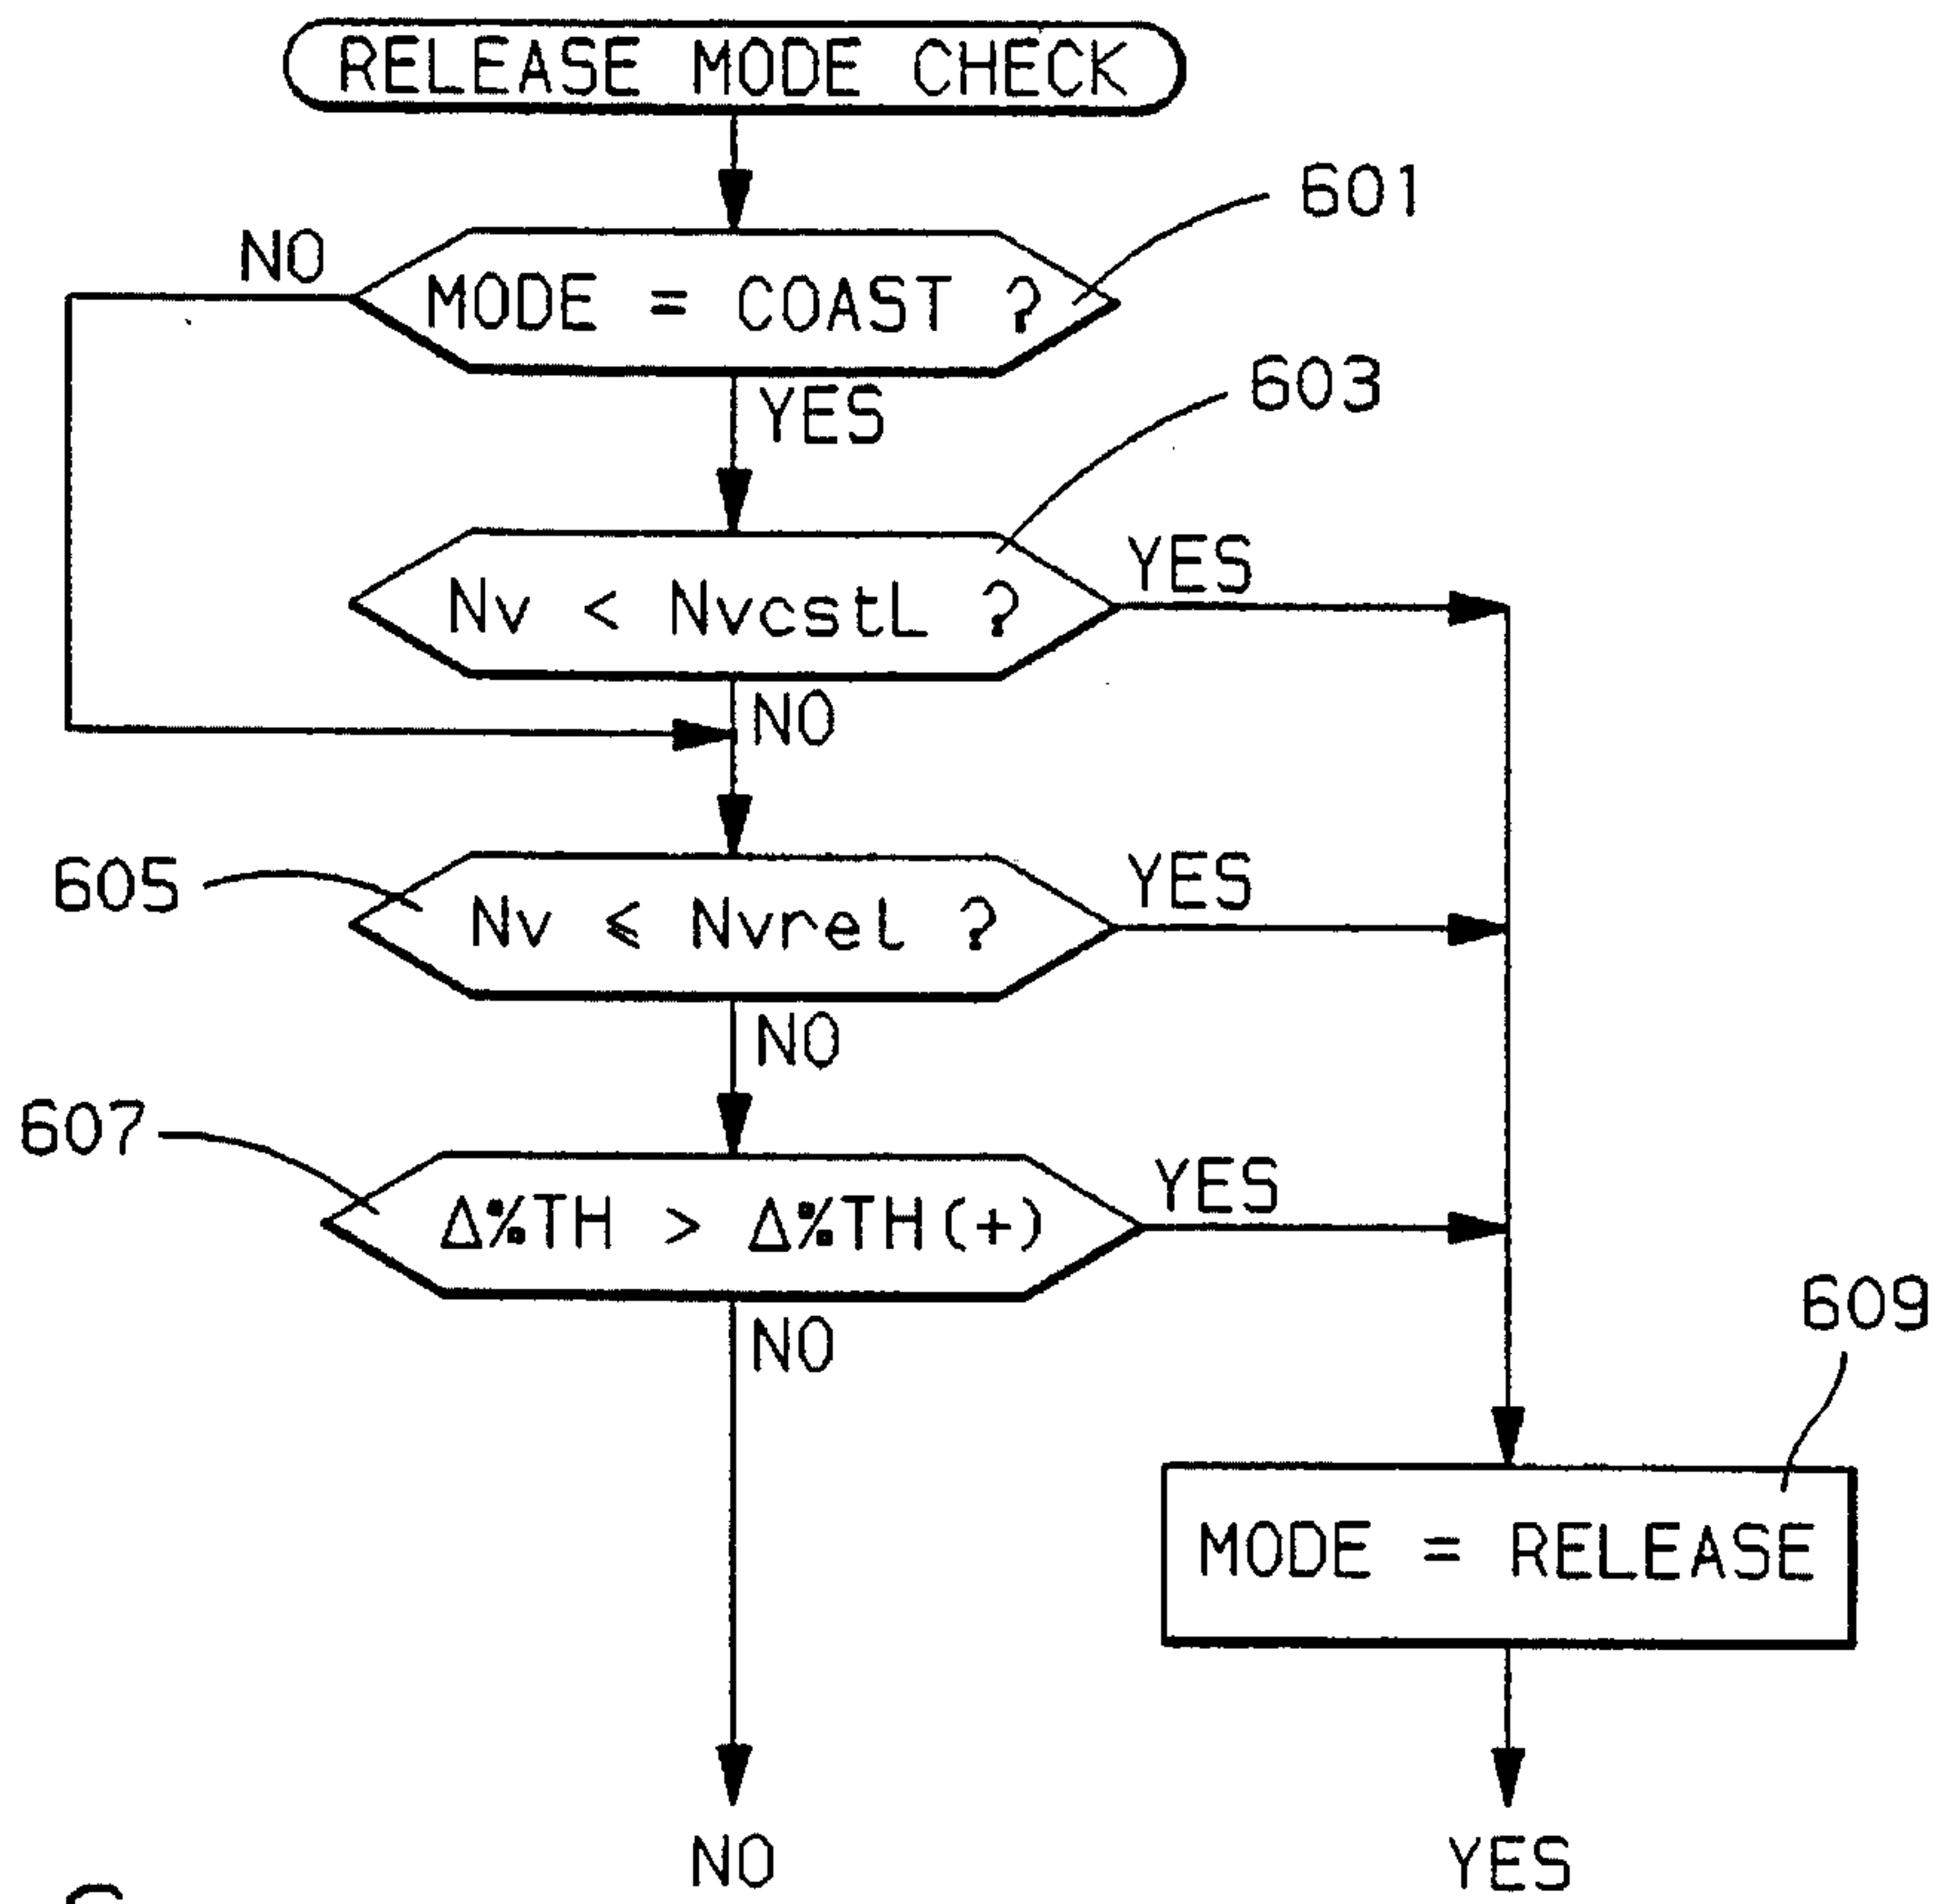 RELEASE MODE CHECK
601
NO
MODE = COAST ?
YES
603
Nv < NvcstL ?
YES
NO
605
Nv ≤ Nvrel ?
YES
NO
607
Δ%TH > Δ%TH(+)
YES
NO
609
MODE = RELEASE
NO
YES